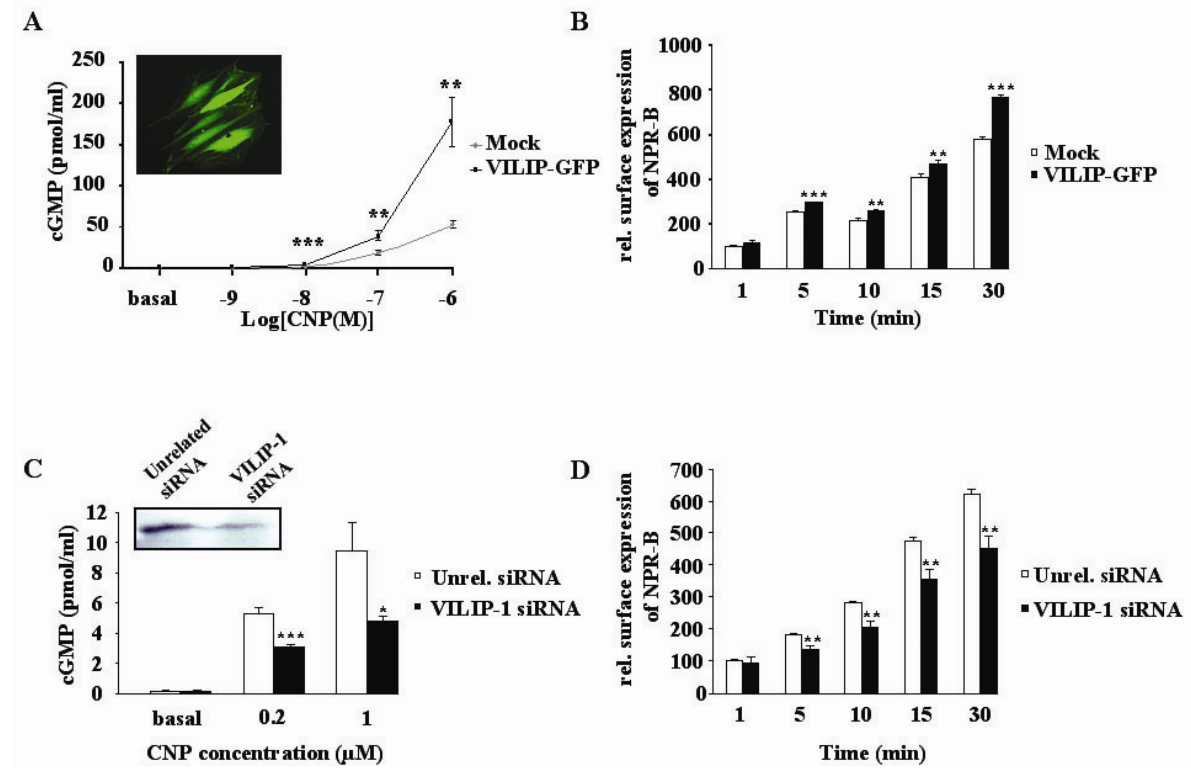 A
cGMP (pmol/ml)
250
200
150
100
50
0
**
**
***
basal
-9
-8
-7
-6
Log[CNP(M)]
Mock
VILIP-GFP
B
rel. surface expression
of NPR-B
1000
800
600
400
200
0
***
**
**
***
1
5
10
15
30
Time (min)
Mock
VILIP-GFP
C
Unrelated
siRNA
VILIP-1
siRNA
cGMP (pmol/ml)
12
10
8
6
4
2
0
***
*
basal
0.2
1
CNP concentration (µM)
Unrel. siRNA
VILIP-1 siRNA
D
rel. surface expression
of NPR-B
700
600
500
400
300
200
100
0
**
**
**
**
1
5
10
15
30
Time (min)
Unrel. siRNA
VILIP-1 siRNA